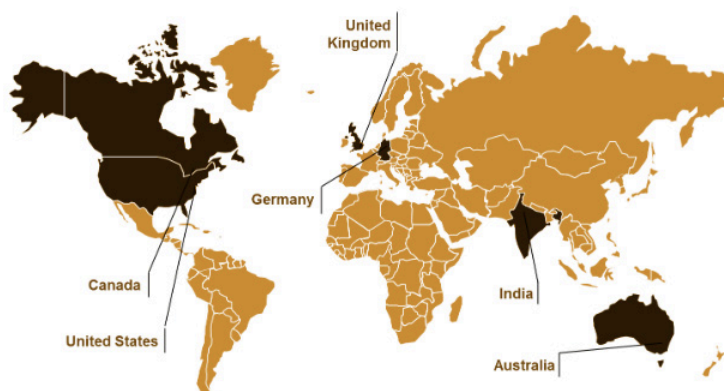 United
Kingdom
Germany
Canada
India
United States
Australia